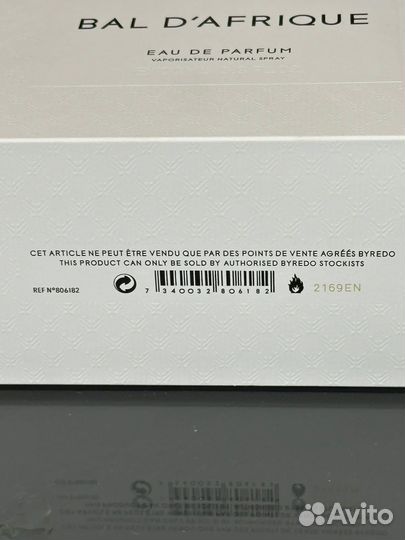 BAL D'AFRIQUE
EAU DE PARFUM
VAPORISATEUR NATURAL SPRAY
CET ARTICLE NE PEUT ÊTRE VENDU QUE PAR DES POINTS DE VENTE AGRÉÉS BYREDO
THIS PRODUCT CAN ONLY BE SOLD BY AUTHORISED BYREDO STOCKISTS
REF N°806182
7 340032 806182
2169EN
Avito